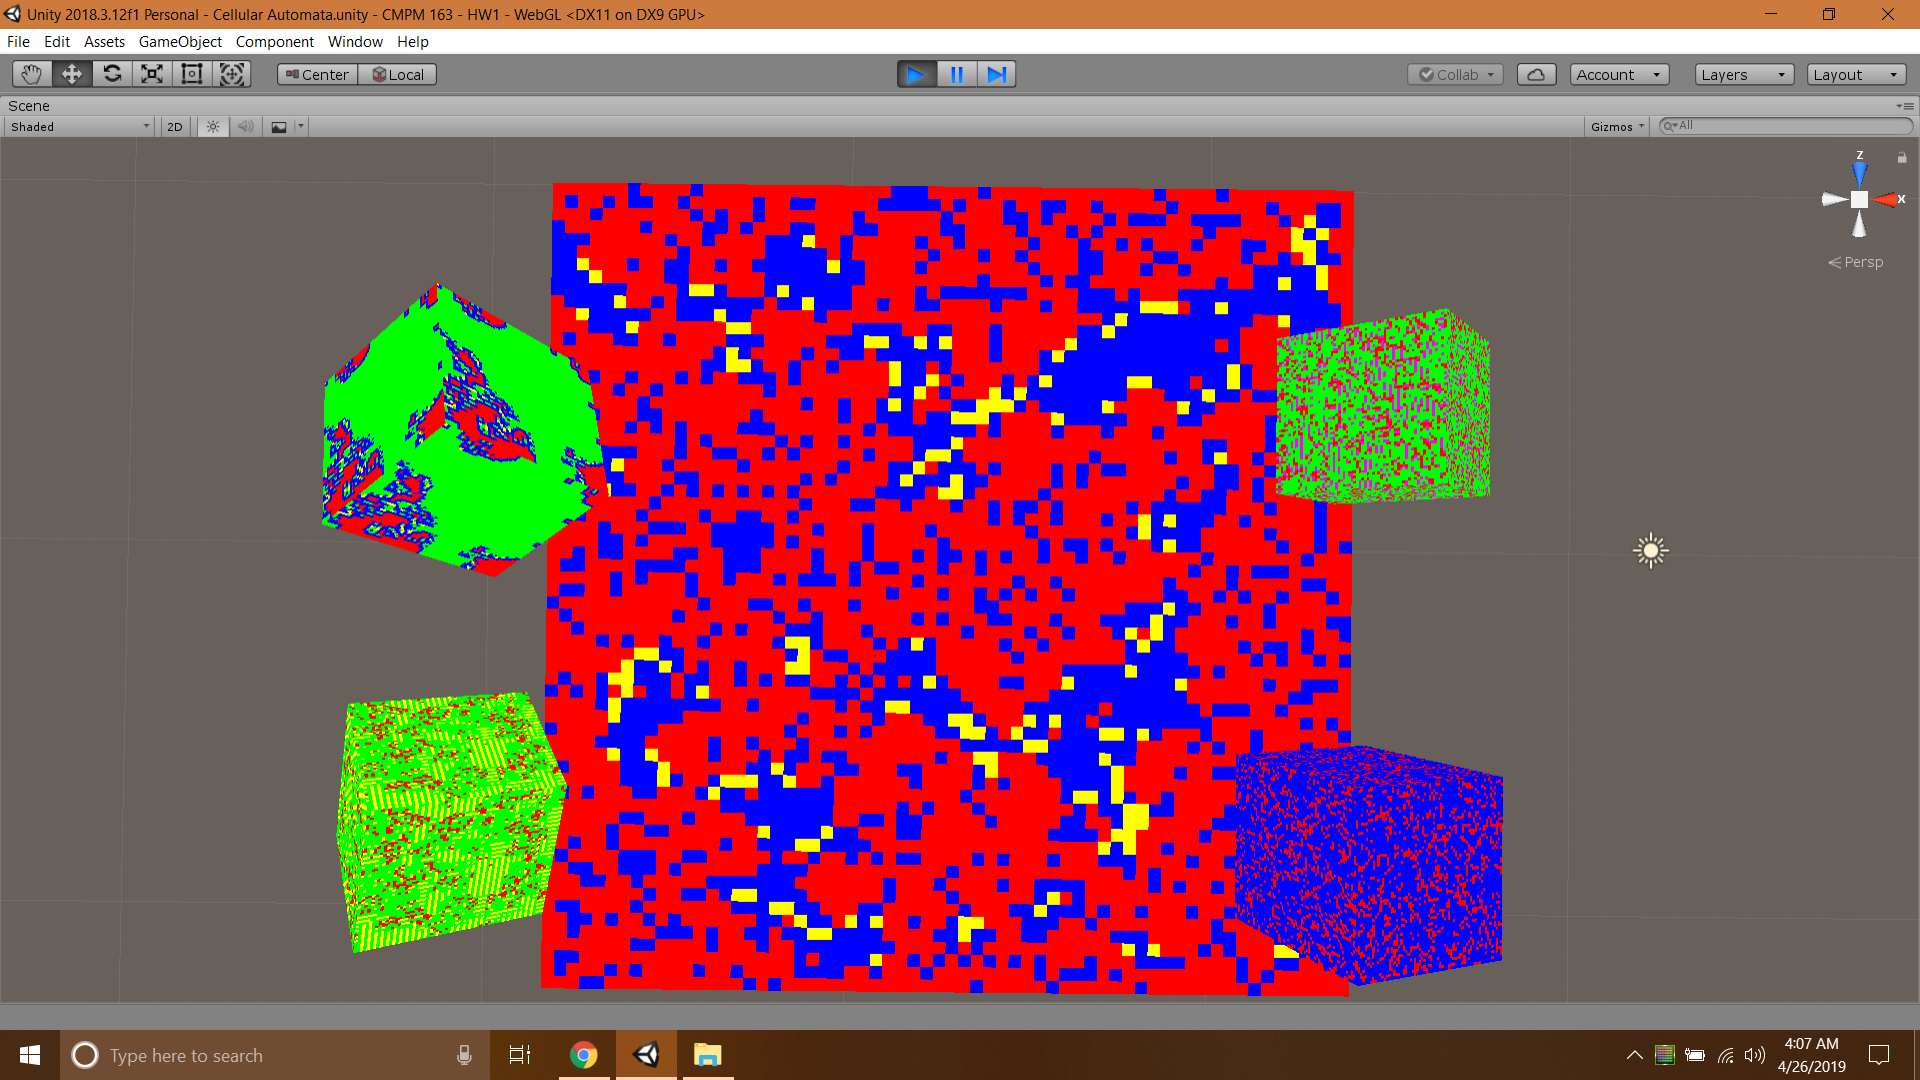 Unity 2018.3.12f1 Personal - Cellular Automata.unity - CMPM 163 - HW1 - WebGL <DX11 on DX9 GPU>
File Edit Assets GameObject Component Window Help
Center Local Collab Account Layers Layout
Scene
Shaded 2D Gizmos All
z
x
Persp
Type here to search
4:07 AM
4/26/2019